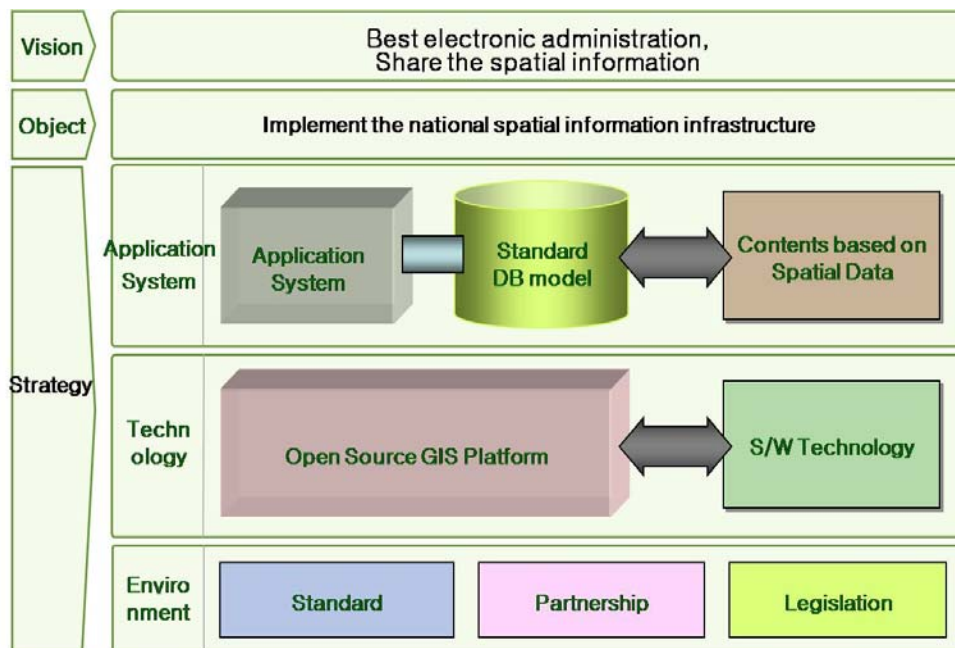 Vision
Best electronic administration,
Share the spatial information
Object
Implement the national spatial information infrastructure
Strategy
Application
System
Application
System
Standard
DB model
Contents based on
Spatial Data
Techn
ology
Open Source GIS Platform
S/W Technology
Enviro
nment
Standard
Partnership
Legislation